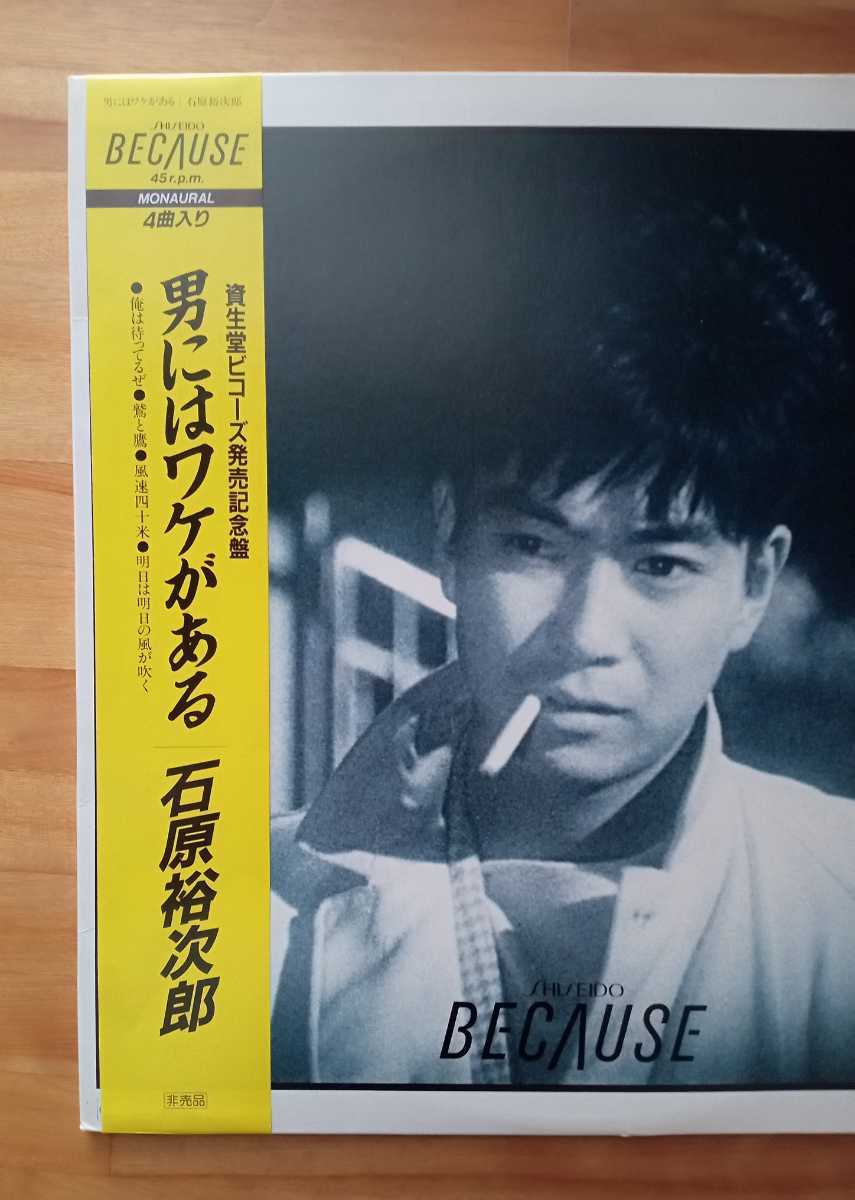 男にはワケがある｜石原裕次郎
SHISEIDO
BECAUSE
45 r.p.m.
MONAURAL
4曲入り
資生堂ビコーズ発売記念盤
男にはワケがある
●俺は待ってるぜ●鷲と鷹●風速四十米●明日は明日の風が吹く
石原裕次郎
非売品
SHISEIDO
BECAUSE